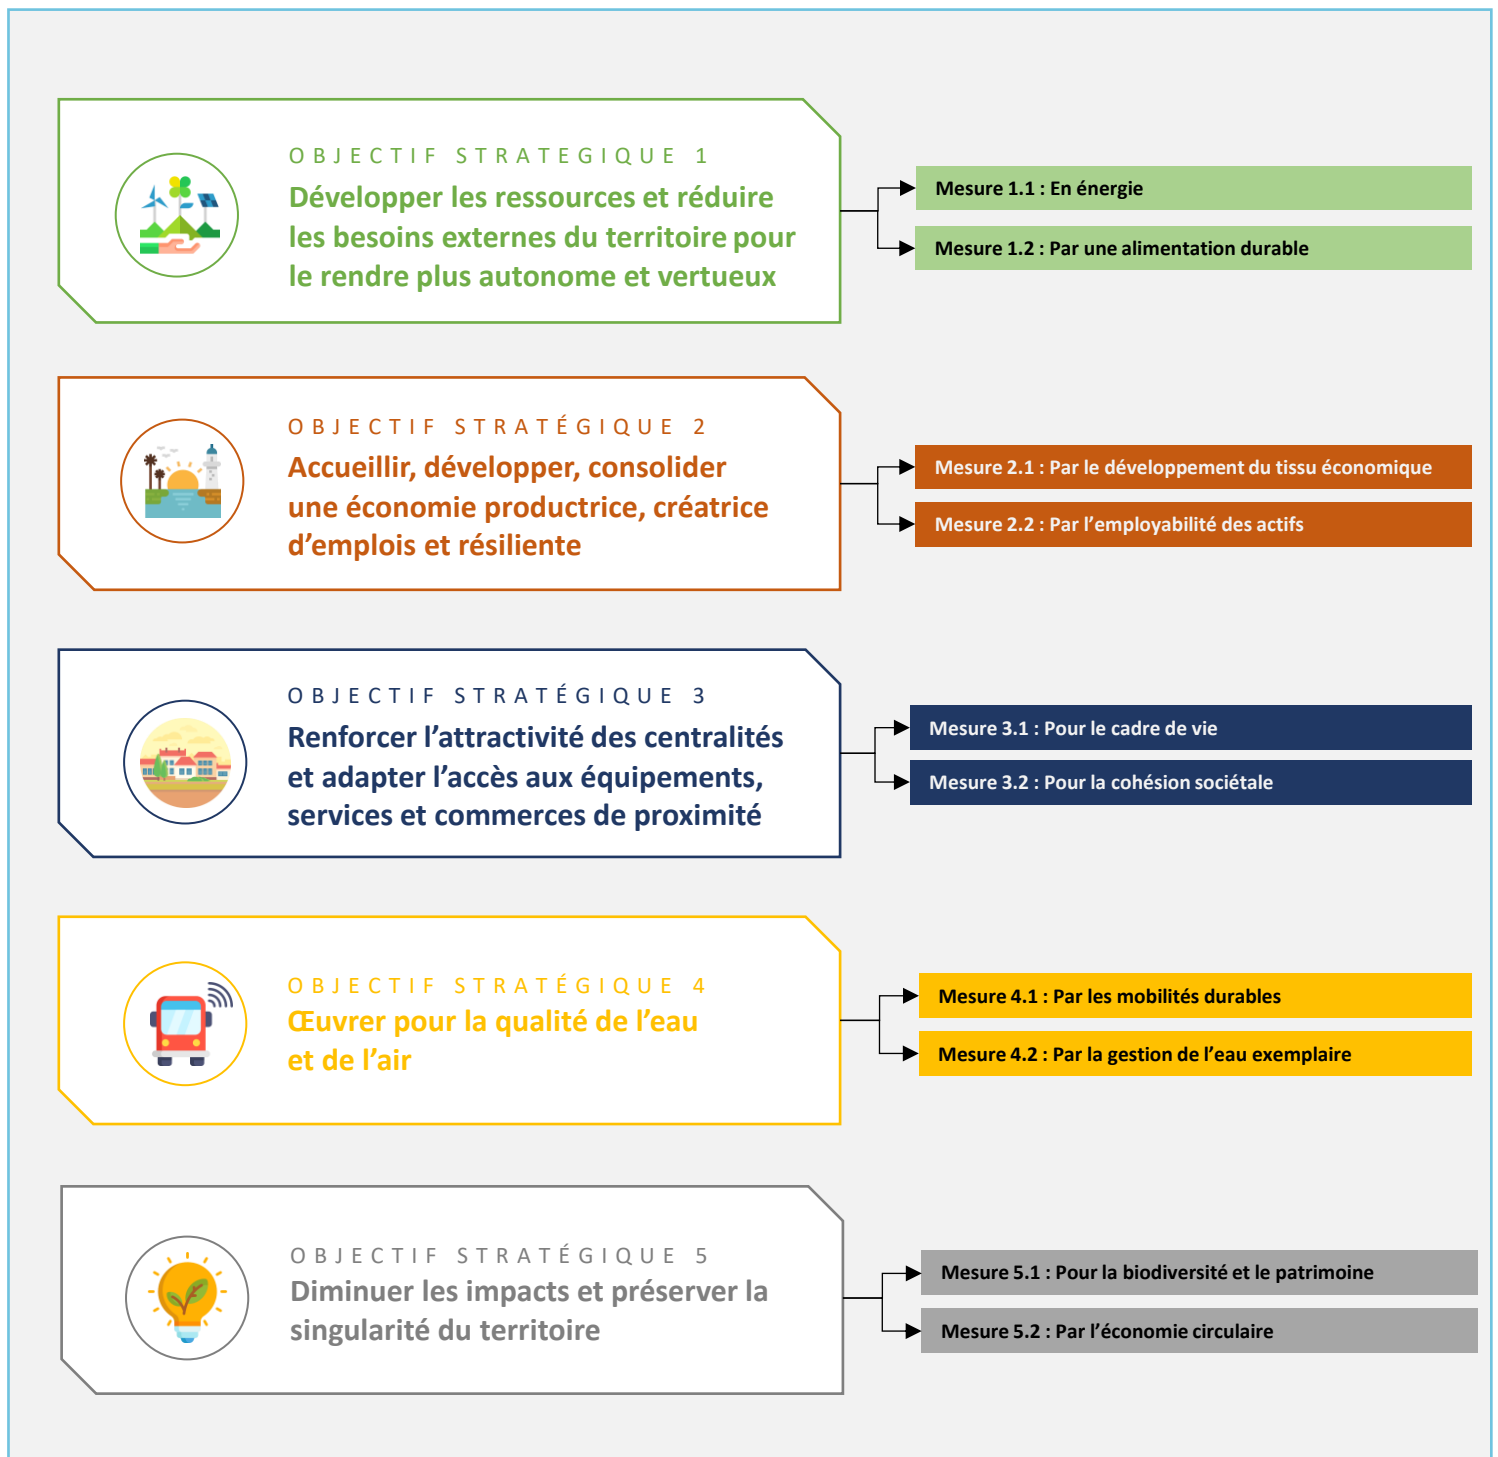 OBJECTIF STRATEGIQUE 1
Développer les ressources et réduire
les besoins externes du territoire pour
le rendre plus autonome et vertueux
Mesure 1.1 : En énergie
Mesure 1.2 : Par une alimentation durable
OBJECTIF STRATÉGIQUE 2
Accueillir, développer, consolider
une économie productrice, créatrice
d’emplois et résiliente
Mesure 2.1 : Par le développement du tissu économique
Mesure 2.2 : Par l’employabilité des actifs
OBJECTIF STRATÉGIQUE 3
Renforcer l’attractivité des centralités
et adapter l’accès aux équipements,
services et commerces de proximité
Mesure 3.1 : Pour le cadre de vie
Mesure 3.2 : Pour la cohésion sociétale
OBJECTIF STRATÉGIQUE 4
Œuvrer pour la qualité de l’eau
et de l’air
Mesure 4.1 : Par les mobilités durables
Mesure 4.2 : Par la gestion de l’eau exemplaire
OBJECTIF STRATÉGIQUE 5
Diminuer les impacts et préserver la
singularité du territoire
Mesure 5.1 : Pour la biodiversité et le patrimoine
Mesure 5.2 : Par l’économie circulaire